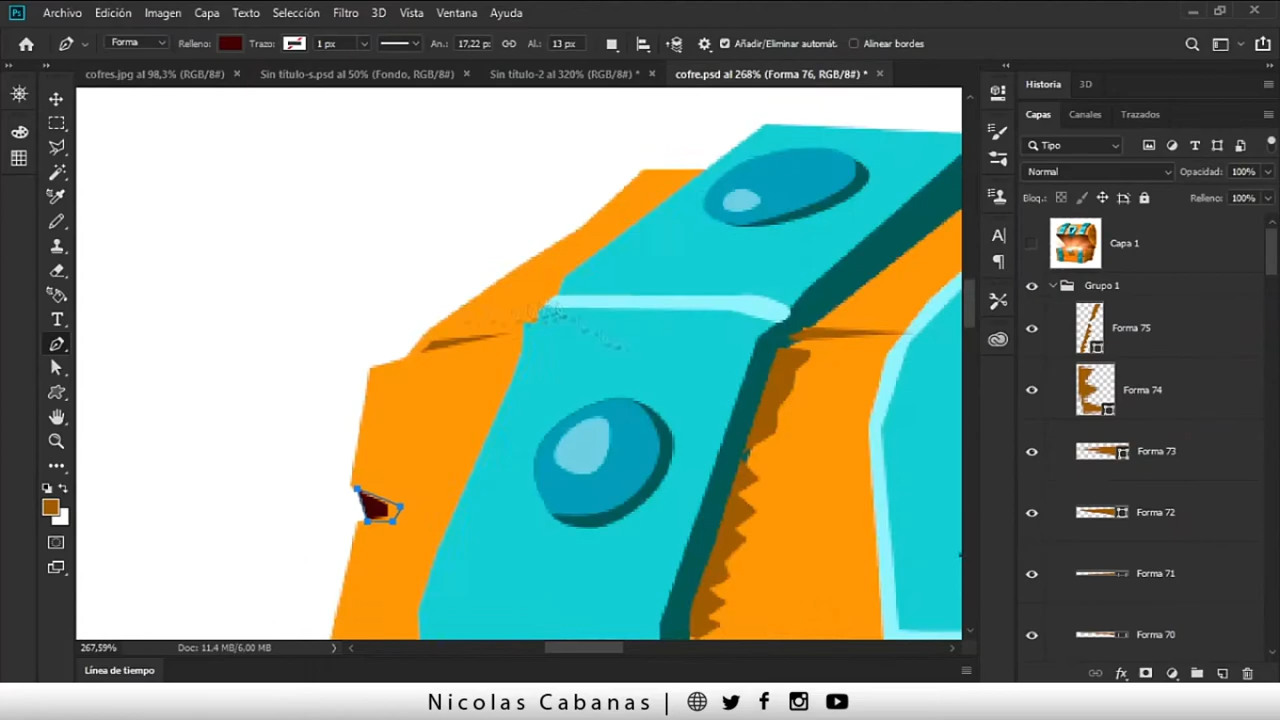 Ps Archivo Edición Imagen Capa Texto Selección Filtro 3D Vista Ventana Ayuda
Forma Relleno: Trazo: 1 px An.: 17,22 p: Al.: 13 px Añadir/Eliminar automát. Alinear bordes
cofres.jpg al 98,3% (RGB/8#) Sin título-s.psd al 50% (Fondo, RGB/8#) Sin título-2 al 320% (RGB/8#) * cofre.psd al 268% (Forma 76, RGB/8#) *
Historia 3D
Capas Canales Trazados
Tipo
Normal Opacidad: 100%
Bloq.: Relleno: 100%
Capa 1
Grupo 1
Forma 75
Forma 74
Forma 73
Forma 72
Forma 71
Forma 70
267,59% Doc: 11.4 MB/6,00 MB
Línea de tiempo
Nicolas Cabanas |